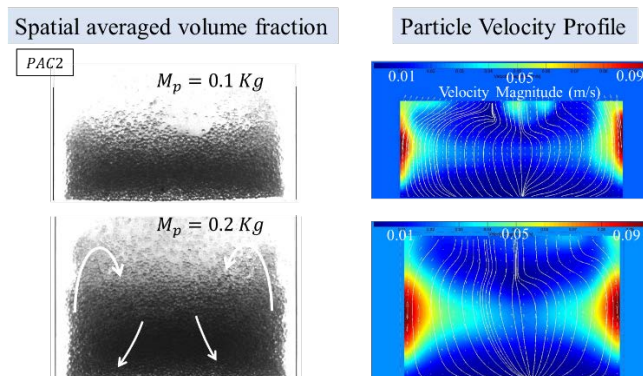 Spatial averaged volume fraction
Particle Velocity Profile
PAC2
M_p = 0.1 Kg
M_p = 0.2 Kg
0.01 0.05 0.09
Velocity Magnitude (m/s)
0.01 0.05 0.09